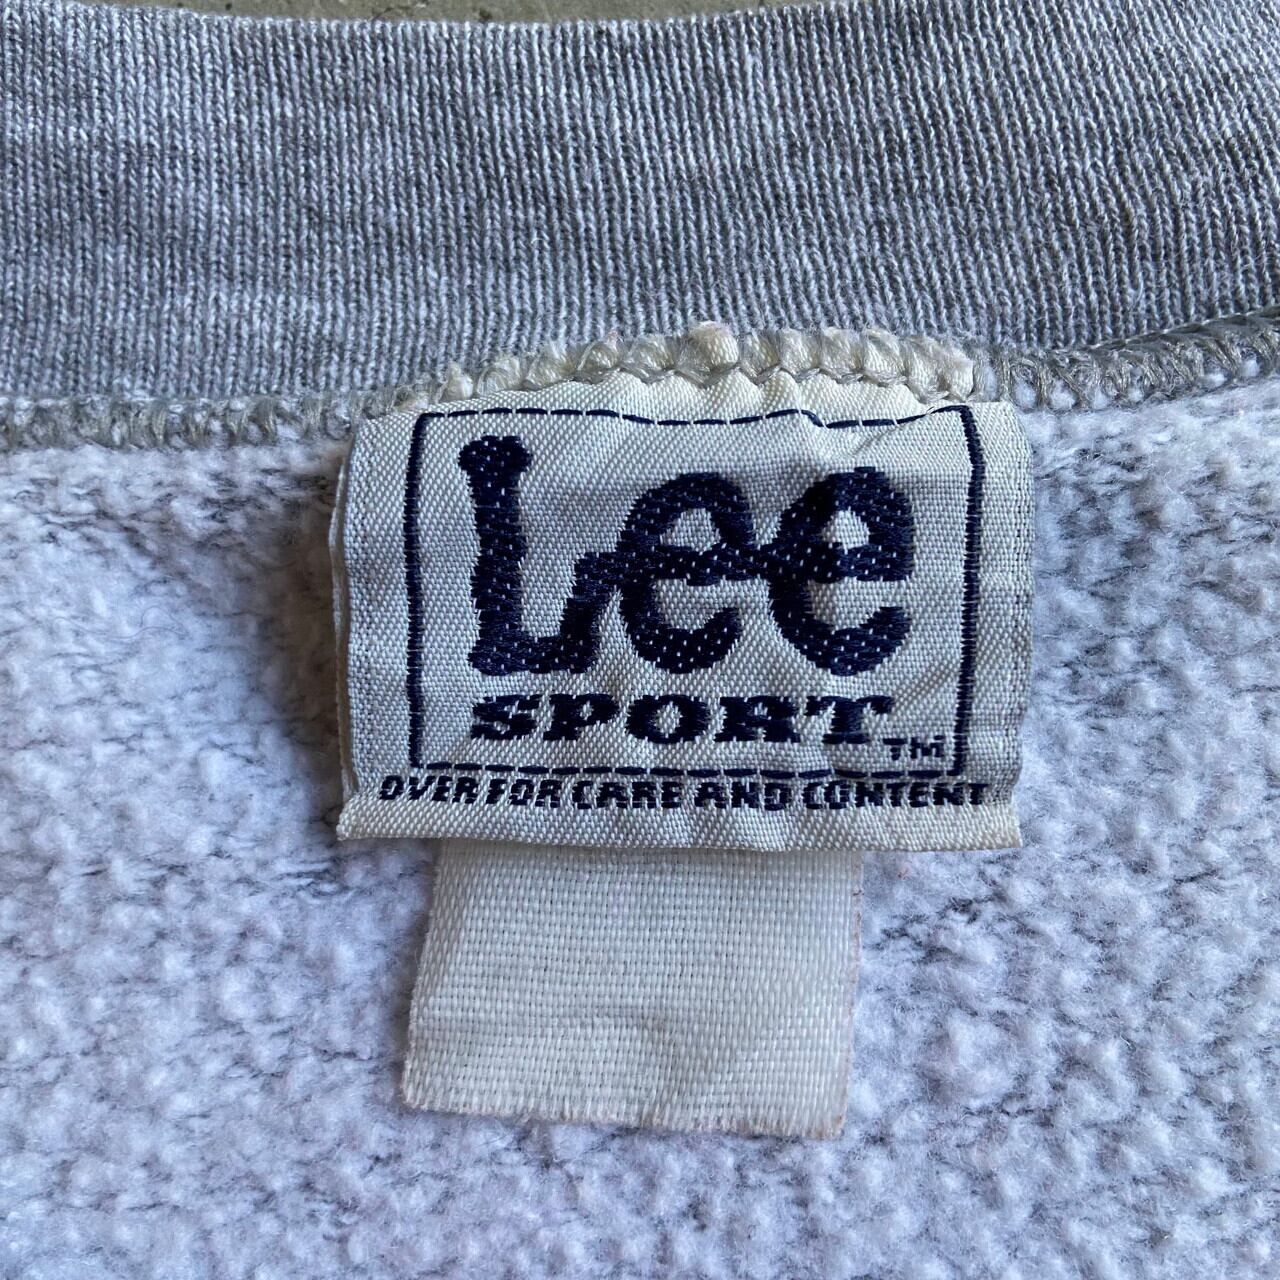 Lee
SPORT TM
OVER FOR CARE AND CONTENT